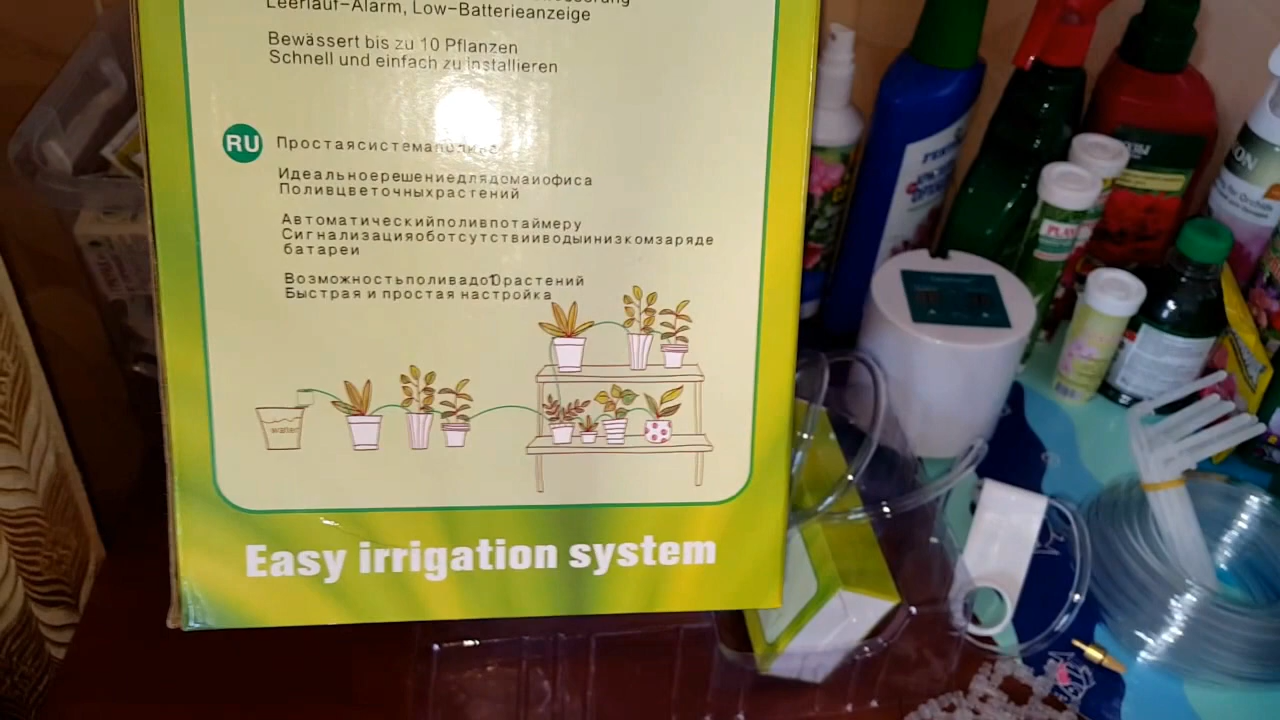 Leerlauf-Alarm, Low-Batterieanzeige
Bewässert bis zu 10 Pflanzen
Schnell und einfach zu installieren
RU
Простаясистемаполива
Идеальноерешениедлядомаиофиса
Поливцветочныхрастений
Автоматическийполивпотаймеру
Сигнализацияоботсутствииводыинизкомзаряде
батареи
Возможностьполивадо10растений
Быстрая и простая настройка
water
Easy irrigation system